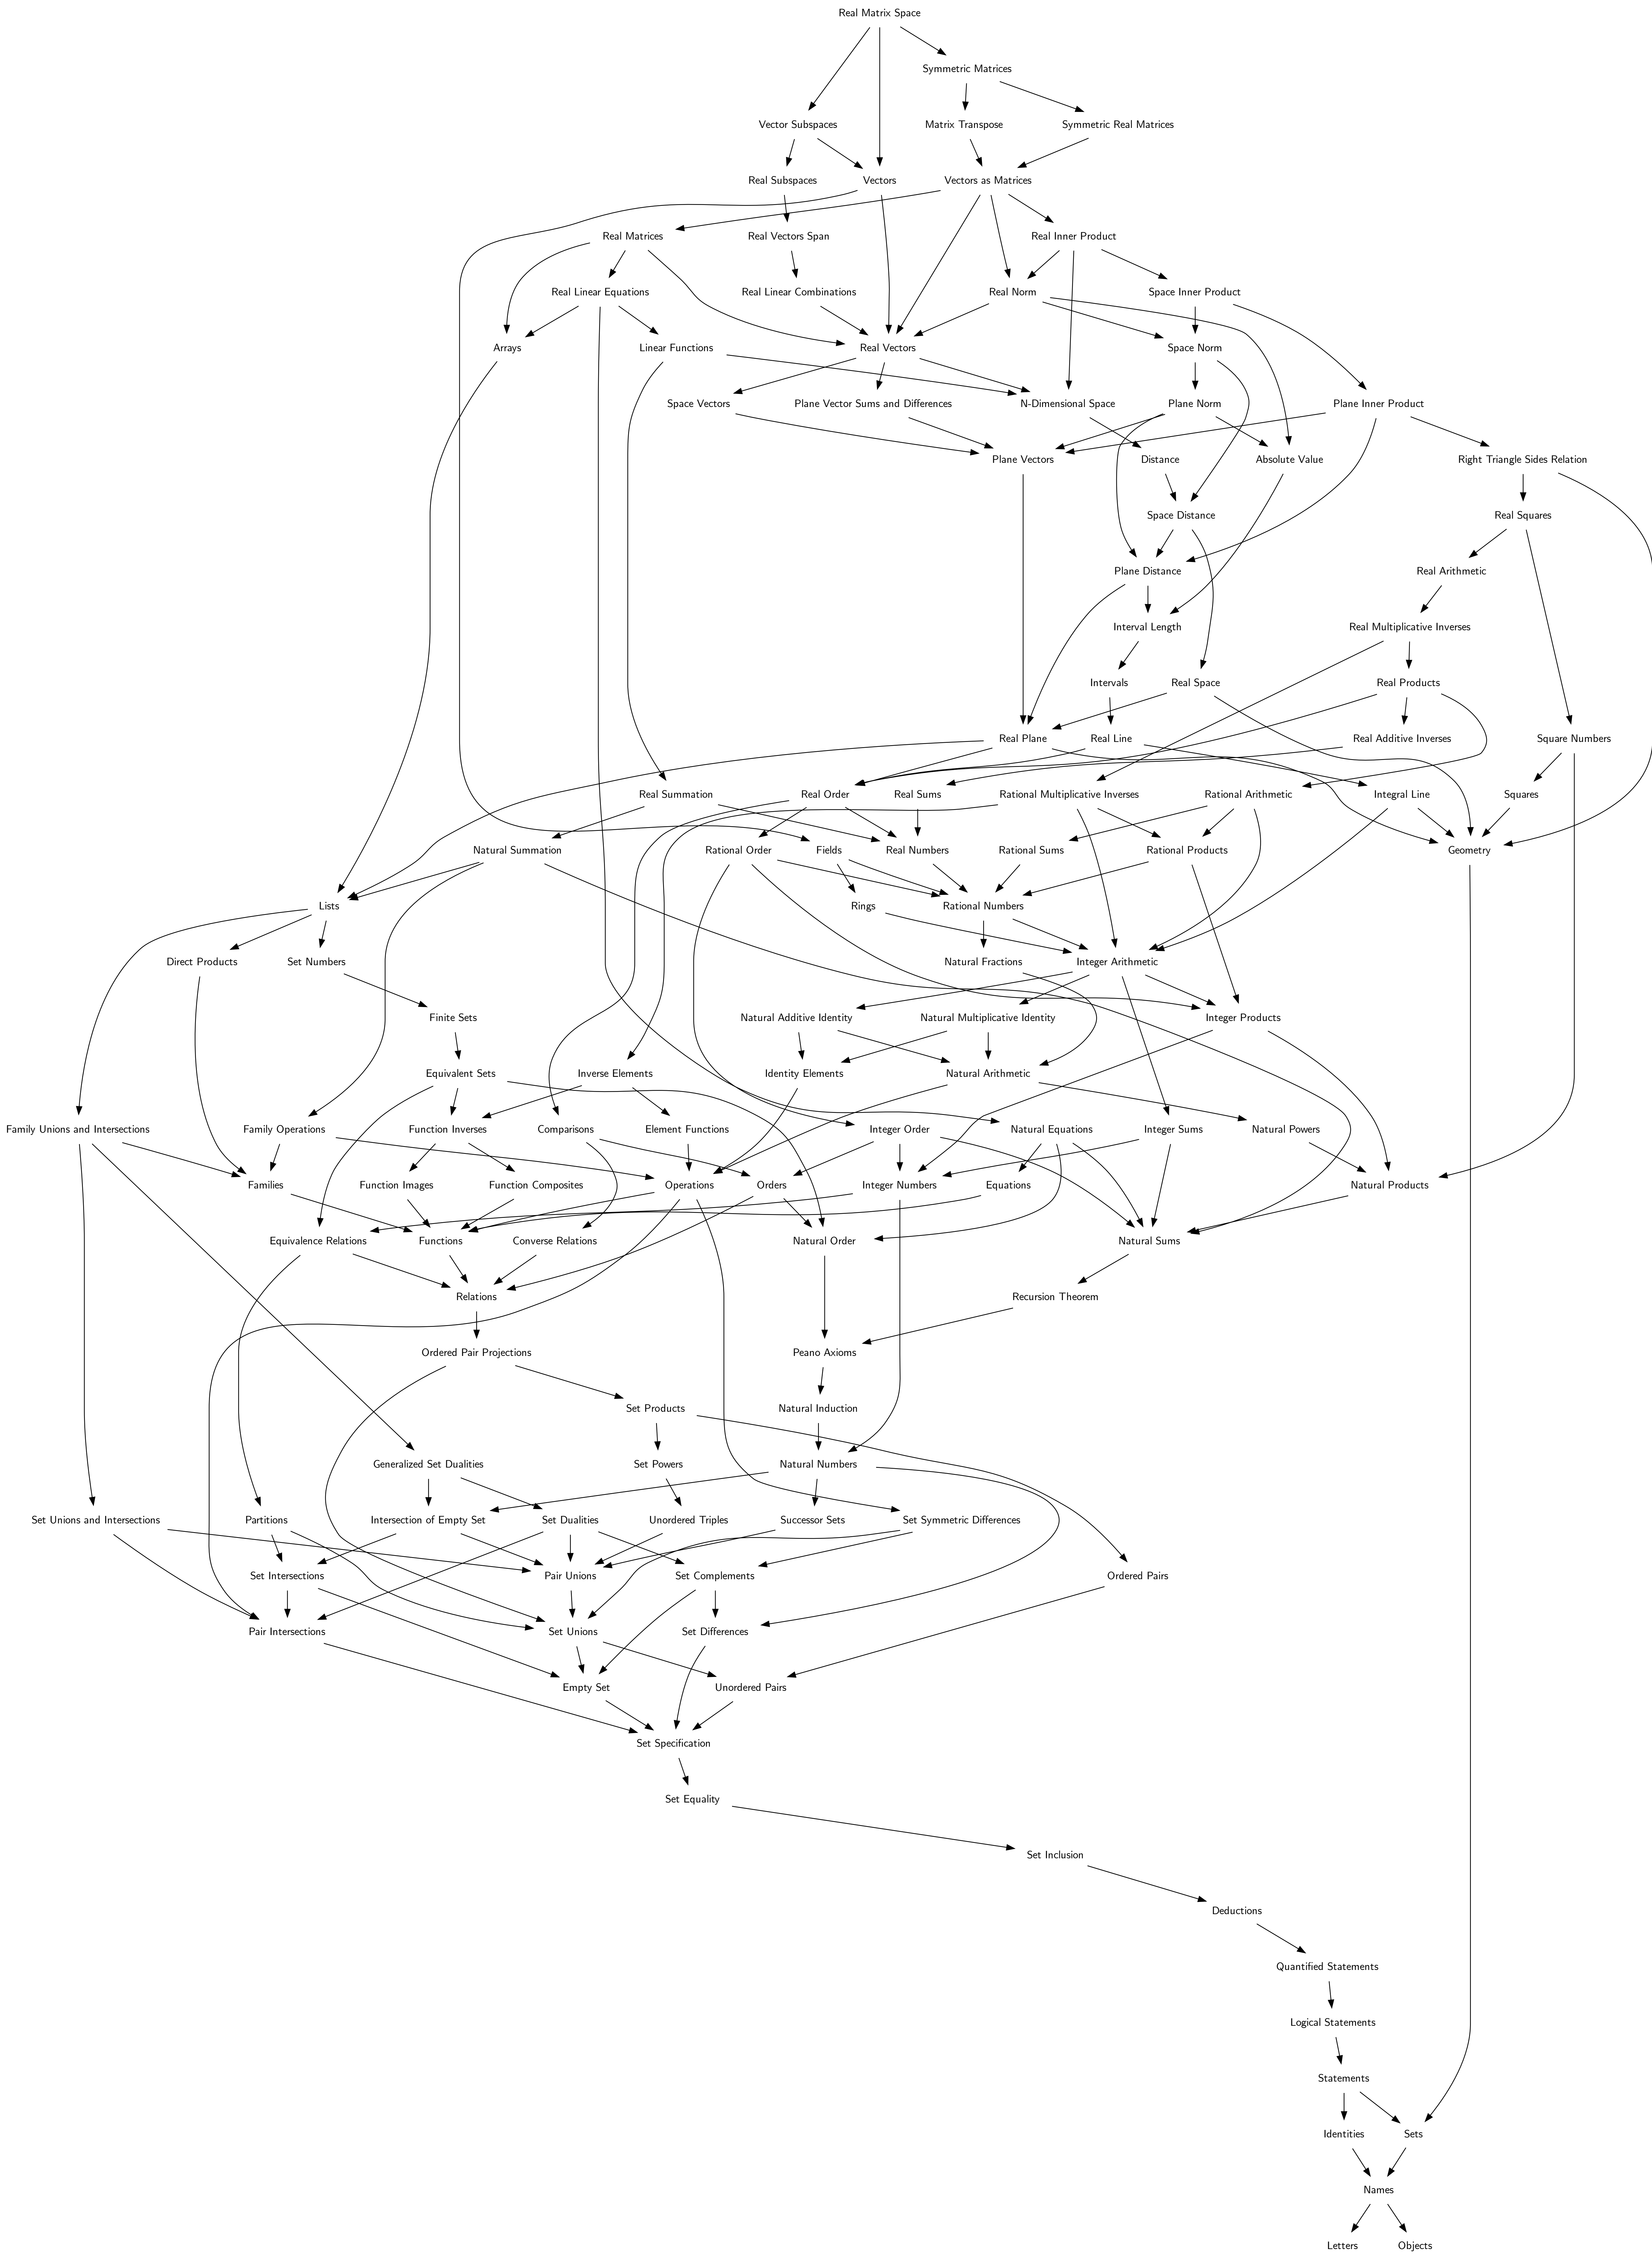 Real Matrix Space
Symmetric Matrices
Vector Subspaces
Matrix Transpose
Symmetric Real Matrices
Real Subspaces
Vectors
Vectors as Matrices
Real Matrices
Real Vectors Span
Real Inner Product
Real Linear Equations
Real Linear Combinations
Real Norm
Space Inner Product
Arrays
Linear Functions
Real Vectors
Space Norm
Space Vectors
Plane Vector Sums and Differences
N-Dimensional Space
Plane Norm
Plane Inner Product
Plane Vectors
Distance
Absolute Value
Right Triangle Sides Relation
Space Distance
Real Squares
Plane Distance
Real Arithmetic
Interval Length
Real Multiplicative Inverses
Intervals
Real Space
Real Products
Real Plane
Real Line
Real Additive Inverses
Square Numbers
Real Summation
Real Order
Real Sums
Rational Multiplicative Inverses
Rational Arithmetic
Integral Line
Squares
Natural Summation
Rational Order
Fields
Real Numbers
Rational Sums
Rational Products
Geometry
Lists
Rings
Rational Numbers
Direct Products
Set Numbers
Natural Fractions
Integer Arithmetic
Finite Sets
Natural Additive Identity
Natural Multiplicative Identity
Integer Products
Equivalent Sets
Inverse Elements
Identity Elements
Natural Arithmetic
Family Unions and Intersections
Family Operations
Function Inverses
Comparisons
Element Functions
Integer Order
Natural Equations
Integer Sums
Natural Powers
Families
Function Images
Function Composites
Operations
Orders
Integer Numbers
Equations
Natural Products
Equivalence Relations
Functions
Converse Relations
Natural Order
Natural Sums
Relations
Recursion Theorem
Ordered Pair Projections
Peano Axioms
Set Products
Natural Induction
Generalized Set Dualities
Set Powers
Natural Numbers
Set Unions and Intersections
Partitions
Intersection of Empty Set
Set Dualities
Unordered Triples
Successor Sets
Set Symmetric Differences
Set Intersections
Pair Unions
Set Complements
Ordered Pairs
Pair Intersections
Set Unions
Set Differences
Empty Set
Unordered Pairs
Set Specification
Set Equality
Set Inclusion
Deductions
Quantified Statements
Logical Statements
Statements
Identities
Sets
Names
Letters
Objects